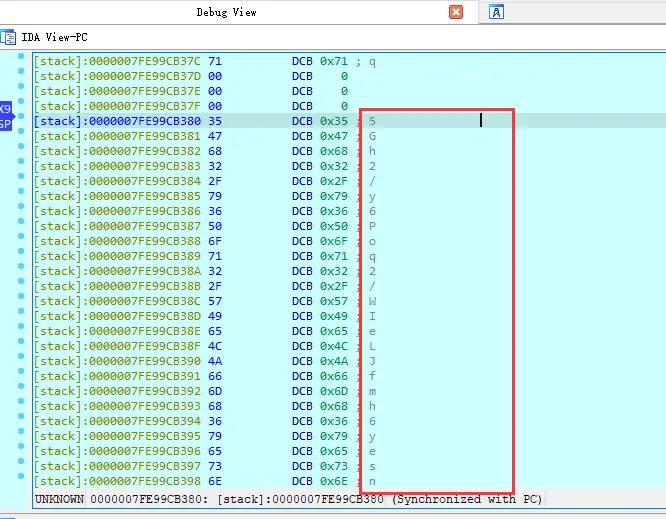 Debug View
IDA View-PC
[stack]:0000007FE99CB37C 71 DCB 0x71 ; q
[stack]:0000007FE99CB37D 00 DCB 0
[stack]:0000007FE99CB37E 00 DCB 0
[stack]:0000007FE99CB37F 00 DCB 0
[stack]:0000007FE99CB380 35 DCB 0x35 ; 5
[stack]:0000007FE99CB381 47 DCB 0x47 ; G
[stack]:0000007FE99CB382 68 DCB 0x68 ; h
[stack]:0000007FE99CB383 32 DCB 0x32 ; 2
[stack]:0000007FE99CB384 2F DCB 0x2F ; /
[stack]:0000007FE99CB385 79 DCB 0x79 ; y
[stack]:0000007FE99CB386 36 DCB 0x36 ; 6
[stack]:0000007FE99CB387 50 DCB 0x50 ; P
[stack]:0000007FE99CB388 6F DCB 0x6F ; o
[stack]:0000007FE99CB389 71 DCB 0x71 ; q
[stack]:0000007FE99CB38A 32 DCB 0x32 ; 2
[stack]:0000007FE99CB38B 2F DCB 0x2F ; /
[stack]:0000007FE99CB38C 57 DCB 0x57 ; W
[stack]:0000007FE99CB38D 49 DCB 0x49 ; I
[stack]:0000007FE99CB38E 65 DCB 0x65 ; e
[stack]:0000007FE99CB38F 4C DCB 0x4C ; L
[stack]:0000007FE99CB390 4A DCB 0x4A ; J
[stack]:0000007FE99CB391 66 DCB 0x66 ; f
[stack]:0000007FE99CB392 6D DCB 0x6D ; m
[stack]:0000007FE99CB393 68 DCB 0x68 ; h
[stack]:0000007FE99CB394 36 DCB 0x36 ; 6
[stack]:0000007FE99CB395 79 DCB 0x79 ; y
[stack]:0000007FE99CB396 65 DCB 0x65 ; e
[stack]:0000007FE99CB397 73 DCB 0x73 ; s
[stack]:0000007FE99CB398 6E DCB 0x6E ; n
UNKNOWN 0000007FE99CB380: [stack]:0000007FE99CB380 (Synchronized with PC)
X9
SP
A